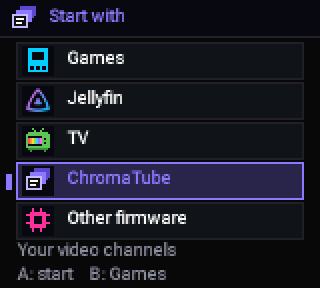 Start with
Games
Jellyfin
TV
ChromaTube
Other firmware
Your video channels
A: start B: Games